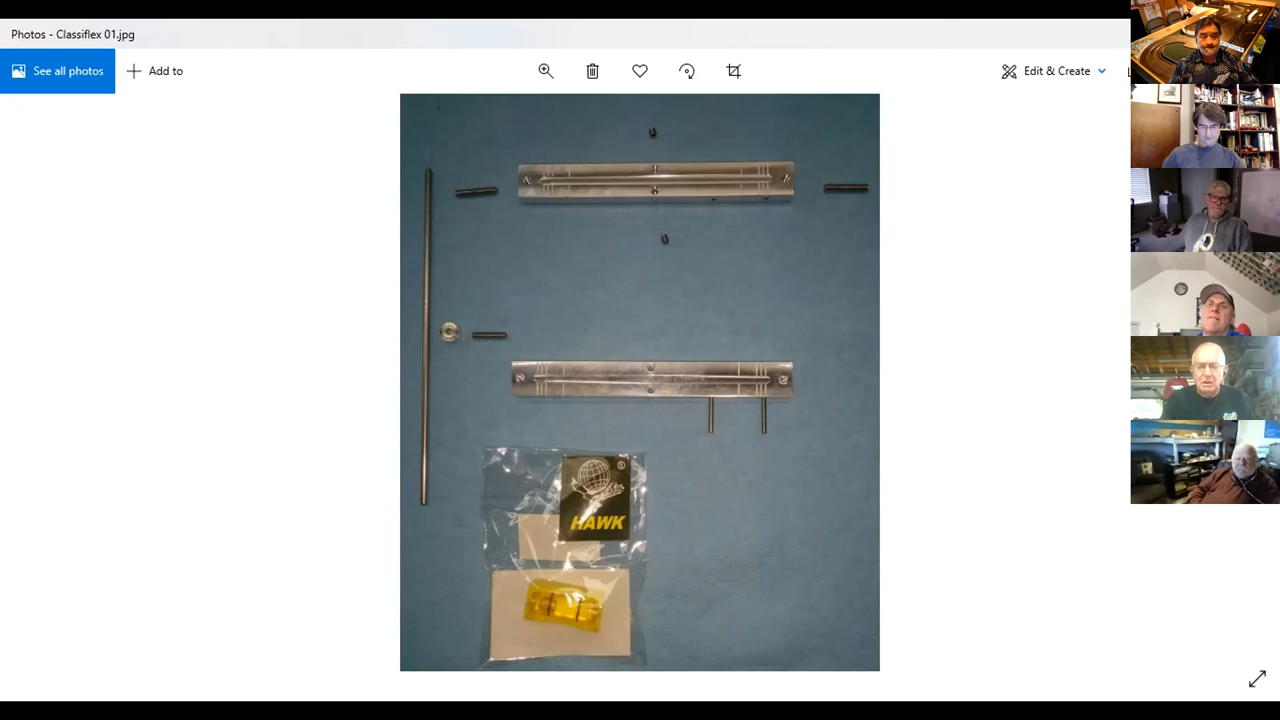 Photos - Classiflex 01.jpg
See all photos
Add to
Edit & Create
®
HAWK